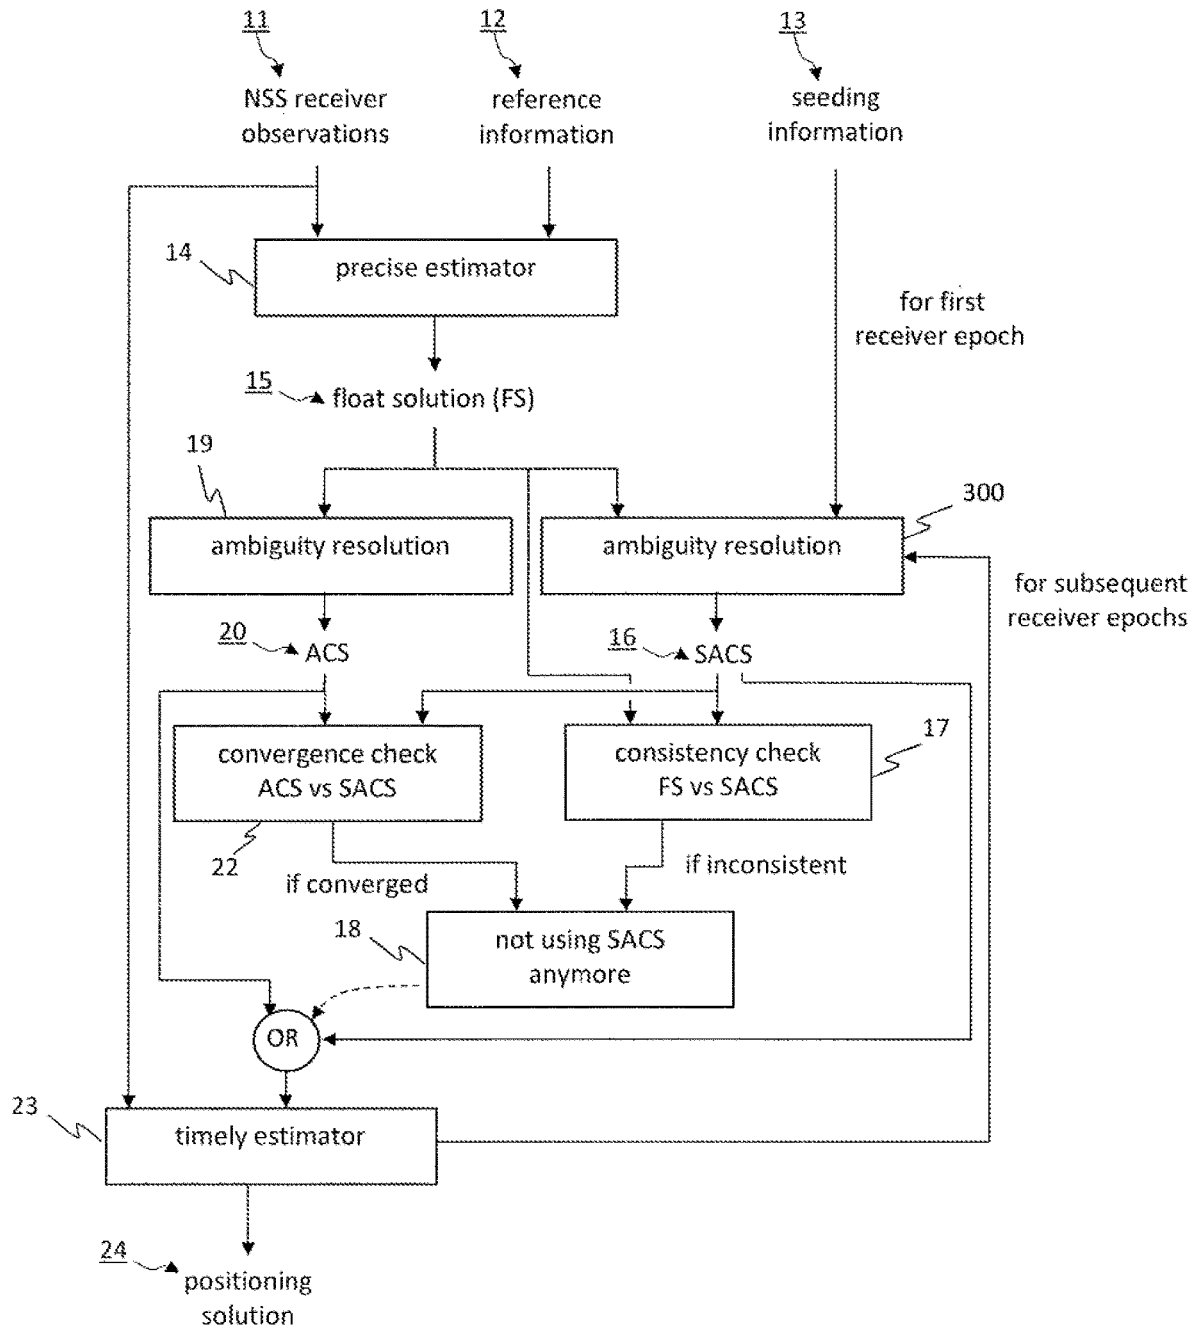 11
12
13
NSS receiver
observations
reference
information
seeding
information
14
precise estimator
for first
receiver epoch
15
float solution (FS)
19
300
ambiguity resolution
ambiguity resolution
for subsequent
receiver epochs
20
ACS
16
SACS
17
convergence check
ACS vs SACS
consistency check
FS vs SACS
22
if converged
if inconsistent
18
not using SACS
anymore
OR
23
timely estimator
24
positioning
solution